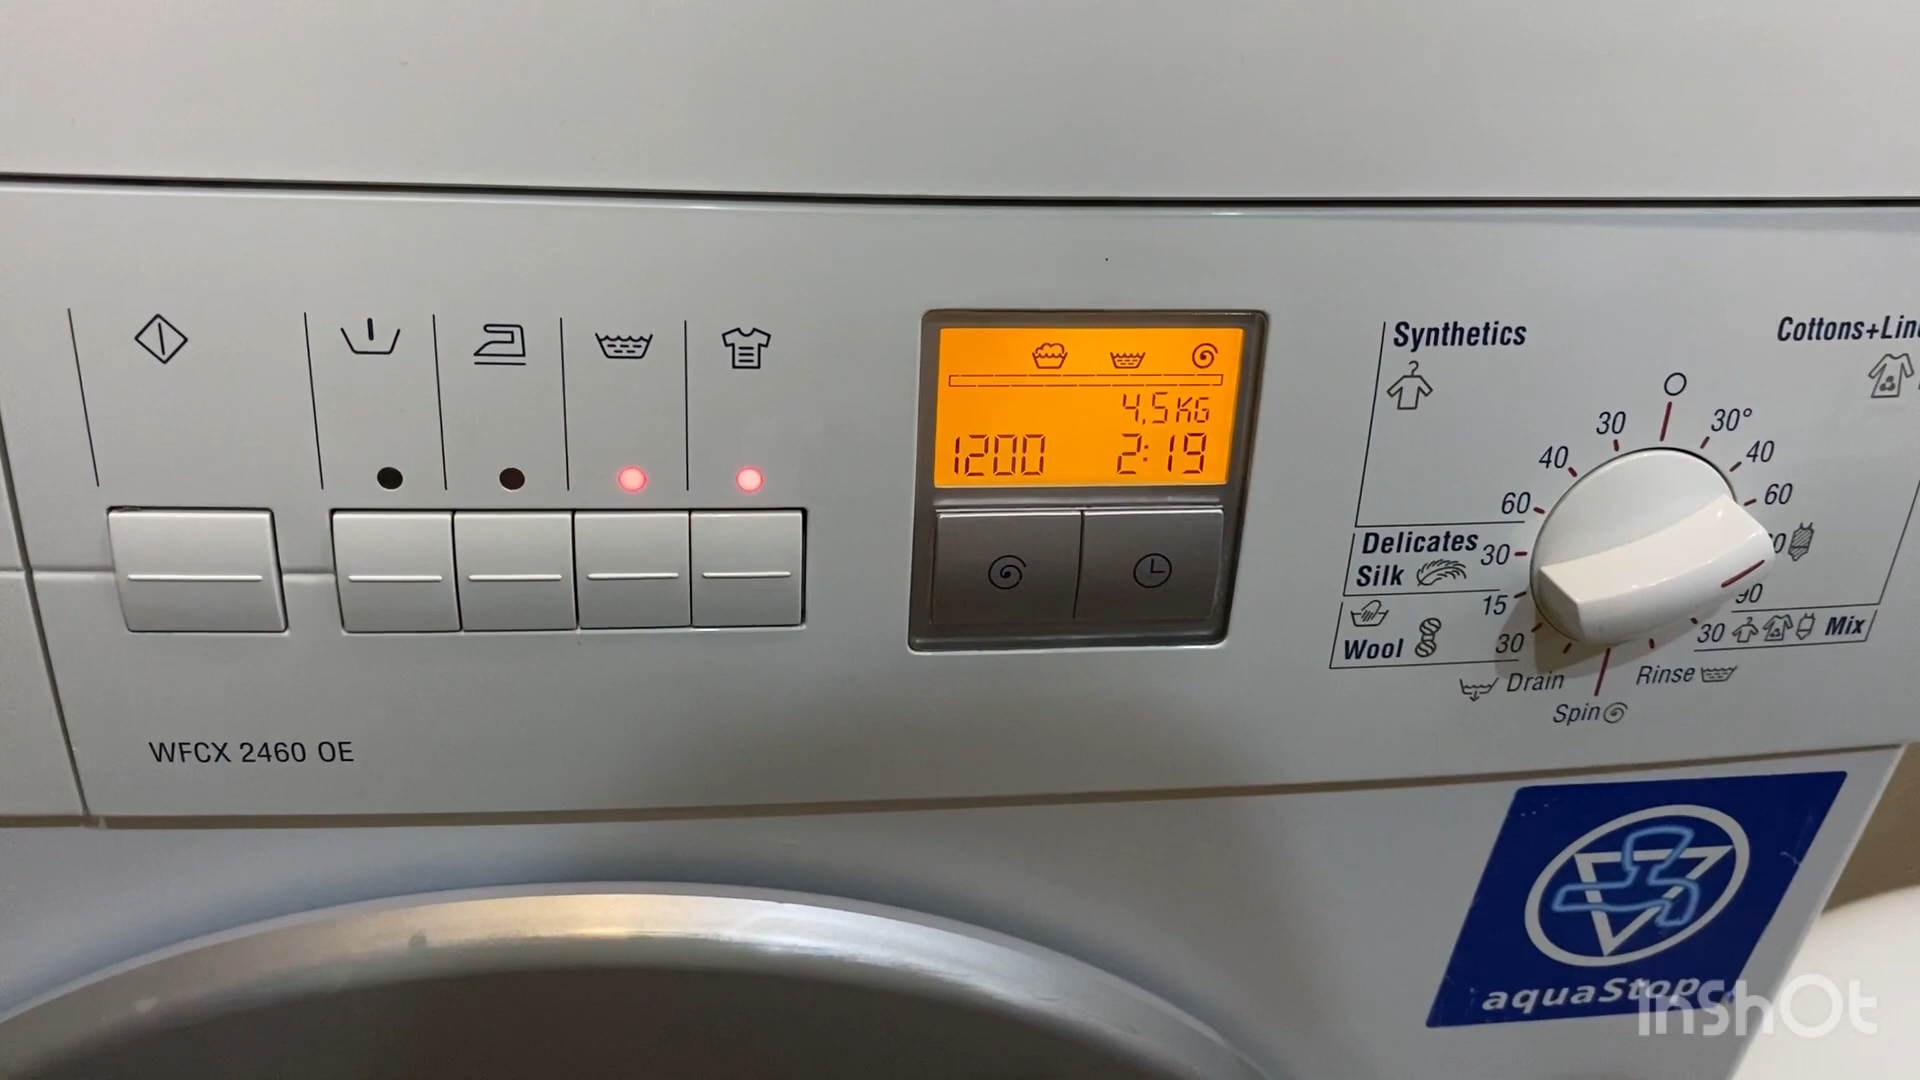 Synthetics
Cottons+Lin
30
30°
40
40
60
60
Delicates
Silk
30
90
15
Wool
30
30
Mix
Drain
Rinse
Spin
4,5KG
1200
2:19
WFCX 2460 OE
aquaStop
InShOt